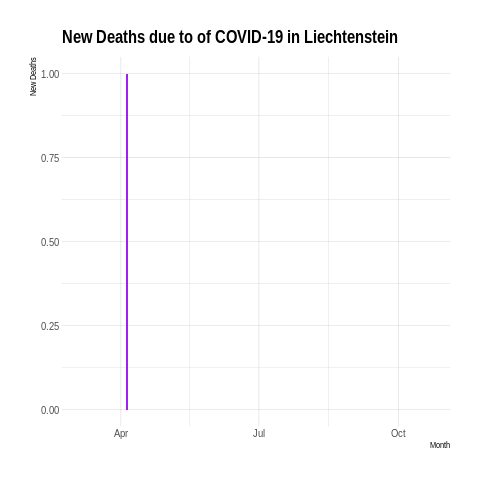 New Deaths due to of COVID-19 in Liechtenstein
New Deaths
1.00
0.75
0.50
0.25
0.00
Apr Jul Oct
Month